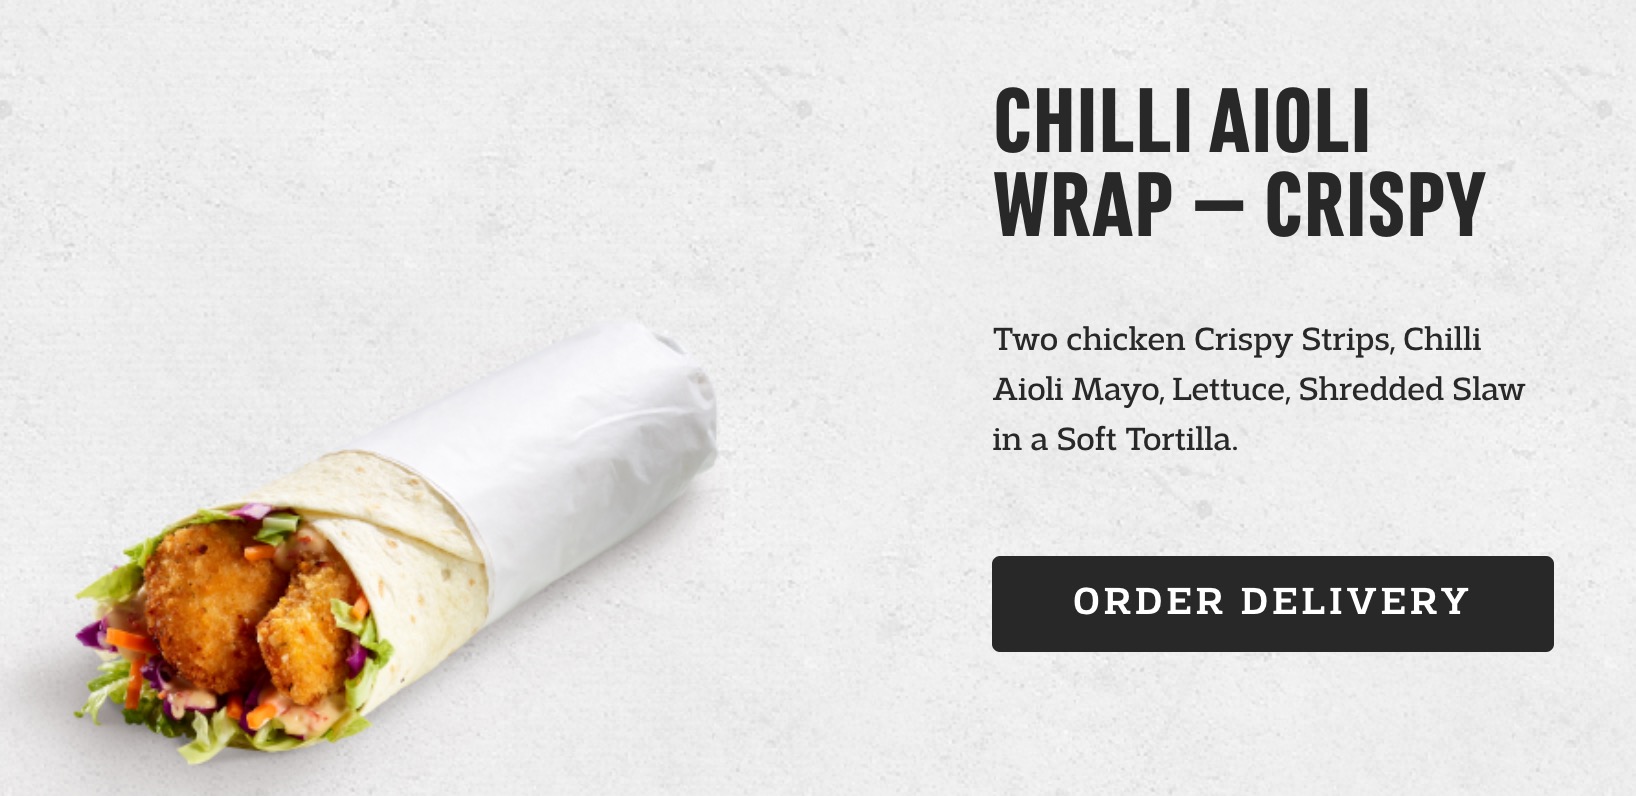 CHILLI AIOLI
WRAP – CRISPY
Two chicken Crispy Strips, Chilli
Aioli Mayo, Lettuce, Shredded Slaw
in a Soft Tortilla.
ORDER DELIVERY